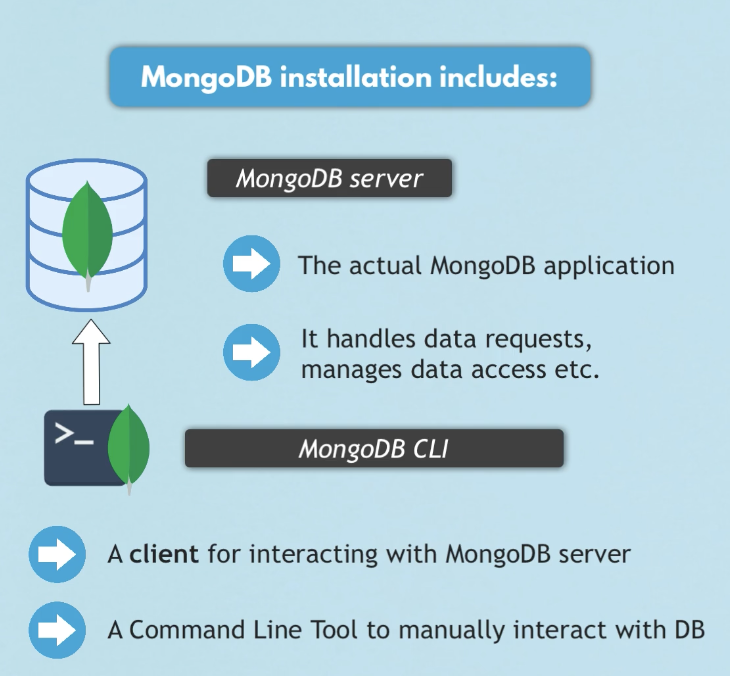 MongoDB installation includes:
MongoDB server
The actual MongoDB application
It handles data requests,
manages data access etc.
>_
MongoDB CLI
A client for interacting with MongoDB server
A Command Line Tool to manually interact with DB